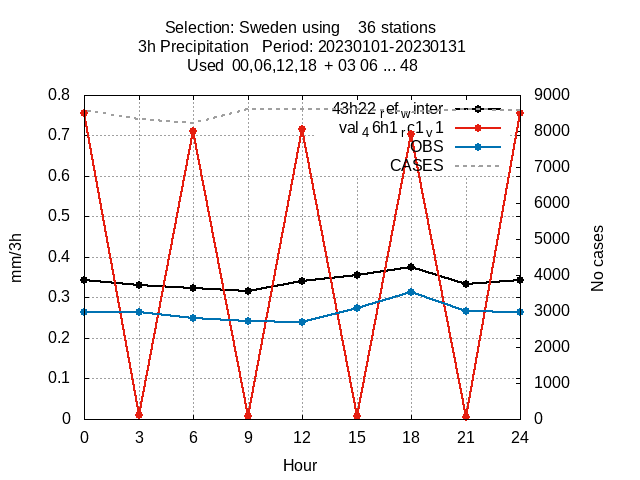 Selection: Sweden using    36 stations
3h Precipitation   Period: 20230101-20230131
Used  00,06,12,18  + 03 06 ... 48
0.8
0.7
0.6
0.5
0.4
0.3
0.2
0.1
0
mm/3h
43h22_ref_winter
val_46h1_rc1_v1
OBS
CASES
9000
8000
7000
6000
5000
4000
3000
2000
1000
0
No cases
0 3 6 9 12 15 18 21 24
Hour